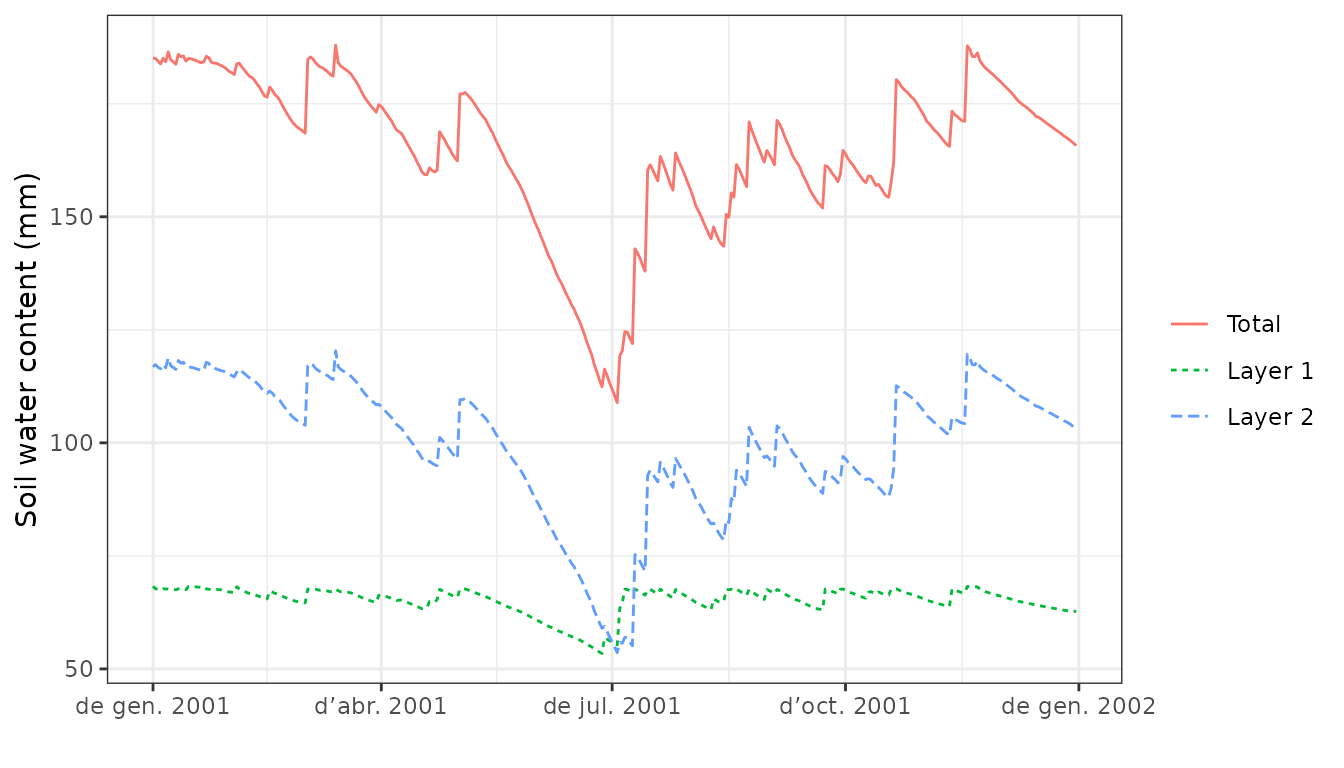 Soil water content (mm)
150
100
50
de gen. 2001
d’abr. 2001
de jul. 2001
d’oct. 2001
de gen. 2002
Total
Layer 1
Layer 2